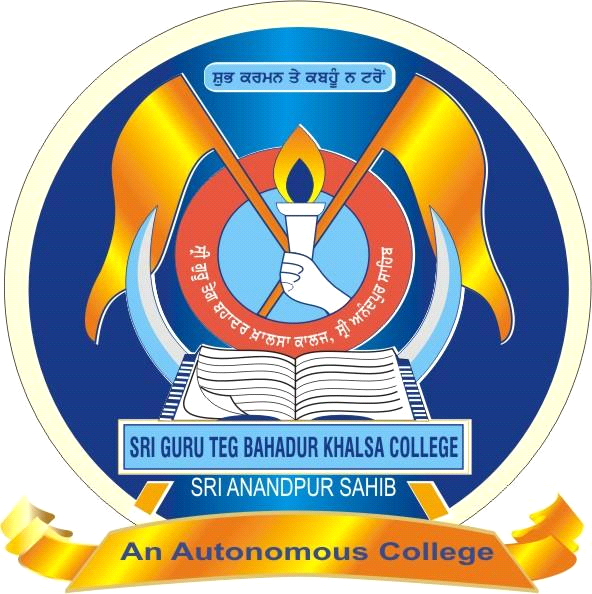 ਸ਼ੁਭ ਕਰਮਨ ਤੇ ਕਬਹੂੰ ਨ ਟਰੋਂ
ਸ੍ਰੀ ਗੁਰੂ ਤੇਗ ਬਹਾਦਰ ਖ਼ਾਲਸਾ ਕਾਲਜ, ਸ੍ਰੀ ਅਨੰਦਪੁਰ ਸਾਹਿਬ
SRI GURU TEG BAHADUR KHALSA COLLEGE
SRI ANANDPUR SAHIB
An Autonomous College